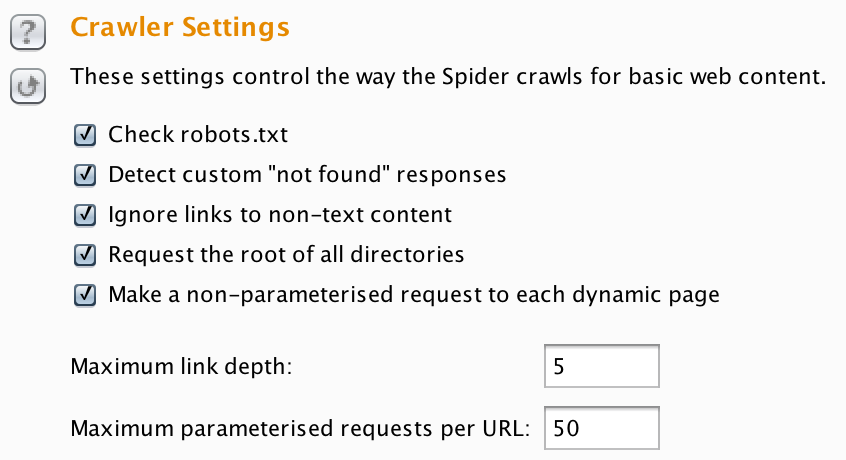 ?
Crawler Settings
These settings control the way the Spider crawls for basic web content.
Check robots.txt
Detect custom "not found" responses
Ignore links to non-text content
Request the root of all directories
Make a non-parameterised request to each dynamic page
Maximum link depth: 5
Maximum parameterised requests per URL: 50